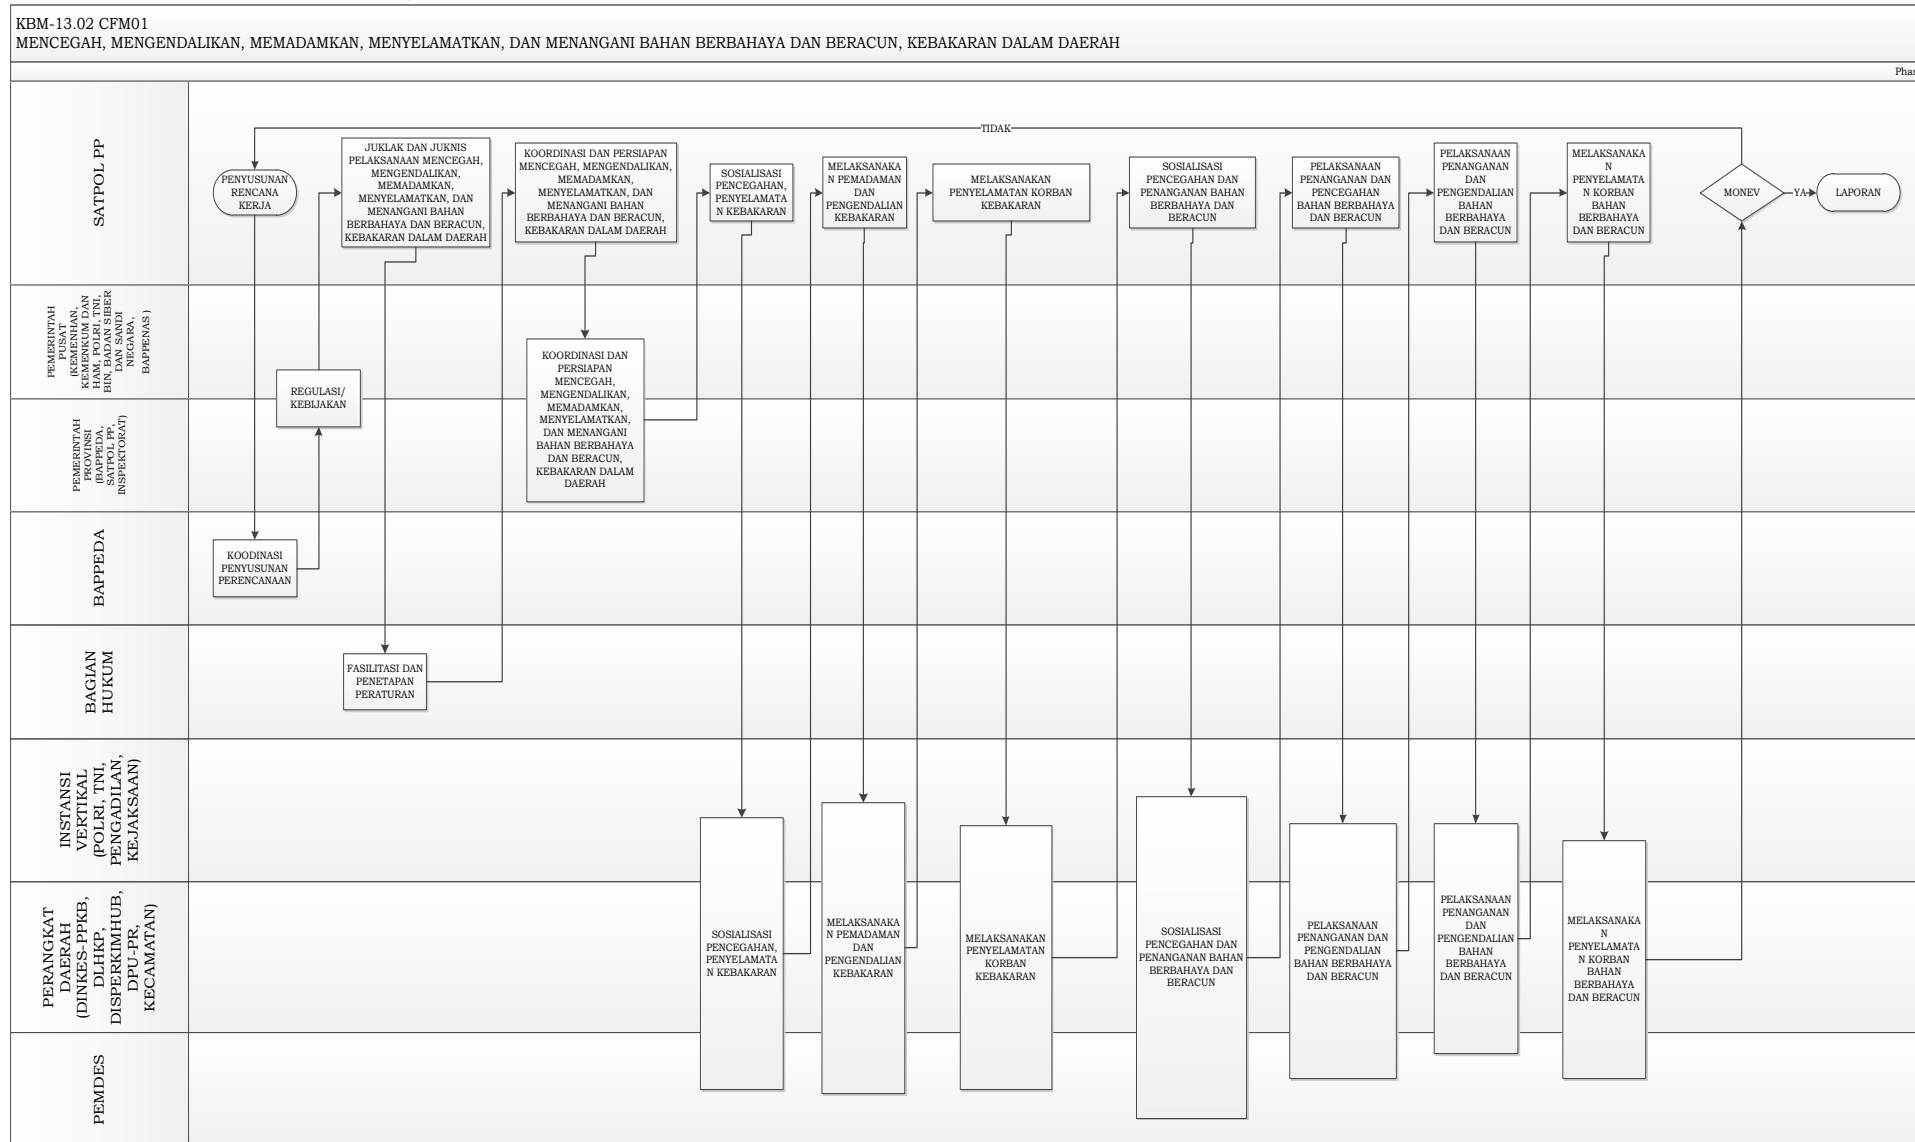 KBM-13.02 CFM01
MENCEGAH, MENGENDALIKAN, MEMADAMKAN, MENYELAMATKAN, DAN MENANGANI BAHAN BERBAHAYA DAN BERACUN, KEBAKARAN DALAM DAERAH
Phas
SATPOL PP
TIDAK
PENYUSUNAN
RENCANA
KERJA
JUKLAK DAN JUKNIS
PELAKSANAAN MENCEGAH,
MENGENDALIKAN,
MEMADAMKAN,
MENYELAMATKAN, DAN
MENANGANI BAHAN
BERBAHAYA DAN BERACUN,
KEBAKARAN DALAM DAERAH
KOORDINASI DAN PERSIAPAN
MENCEGAH, MENGENDALIKAN,
MEMADAMKAN,
MENYELAMATKAN, DAN
MENANGANI BAHAN
BERBAHAYA DAN BERACUN,
KEBAKARAN DALAM DAERAH
SOSIALISASI
PENCEGAHAN,
PENYELAMATA
N KEBAKARAN
MELAKSANAKA
N PEMADAMAN
DAN
PENGENDALIAN
KEBAKARAN
MELAKSANAKAN
PENYELAMATAN KORBAN
KEBAKARAN
SOSIALISASI
PENCEGAHAN DAN
PENANGANAN BAHAN
BERBAHAYA DAN
BERACUN
PELAKSANAAN
PENANGANAN DAN
PENCEGAHAN
BAHAN BERBAHAYA
DAN BERACUN
PELAKSANAAN
PENANGANAN
DAN
PENGENDALIAN
BAHAN
BERBAHAYA
DAN BERACUN
MELAKSANAKA
N
PENYELAMATA
N KORBAN
BAHAN
BERBAHAYA
DAN BERACUN
MONEV
YA
LAPORAN
PEMERINTAH
PUSAT
(KEMENHAN,
KEMENKUM DAN
HAM, POLRI, TNI,
BIN, BADAN SIBER
DAN SANDI
NEGARA,
BAPPENAS )
REGULASI/
KEBIJAKAN
KOORDINASI DAN
PERSIAPAN
MENCEGAH,
MENGENDALIKAN,
MEMADAMKAN,
MENYELAMATKAN,
DAN MENANGANI
BAHAN BERBAHAYA
DAN BERACUN,
KEBAKARAN DALAM
DAERAH
PEMERINTAH
PROVINSI
(BAPPEDA,
SATPOL PP,
INSPEKTORAT)
BAPPEDA
KOODINASI
PENYUSUNAN
PERENCANAAN
BAGIAN
HUKUM
FASILITASI DAN
PENETAPAN
PERATURAN
INSTANSI
VERTIKAL
(POLRI, TNI,
PENGADILAN,
KEJAKSAAN)
PERANGKAT
DAERAH
(DINKES-PPKB,
DLHKP,
DISPERKIMHUB,
DPU-PR,
KECAMATAN)
SOSIALISASI
PENCEGAHAN,
PENYELAMATA
N KEBAKARAN
MELAKSANAKA
N PEMADAMAN
DAN
PENGENDALIAN
KEBAKARAN
MELAKSANAKAN
PENYELAMATAN
KORBAN
KEBAKARAN
SOSIALISASI
PENCEGAHAN DAN
PENANGANAN BAHAN
BERBAHAYA DAN
BERACUN
PELAKSANAAN
PENANGANAN DAN
PENGENDALIAN
BAHAN BERBAHAYA
DAN BERACUN
PELAKSANAAN
PENANGANAN
DAN
PENGENDALIAN
BAHAN
BERBAHAYA
DAN BERACUN
MELAKSANAKA
N
PENYELAMATA
N KORBAN
BAHAN
BERBAHAYA
DAN BERACUN
PEMDES